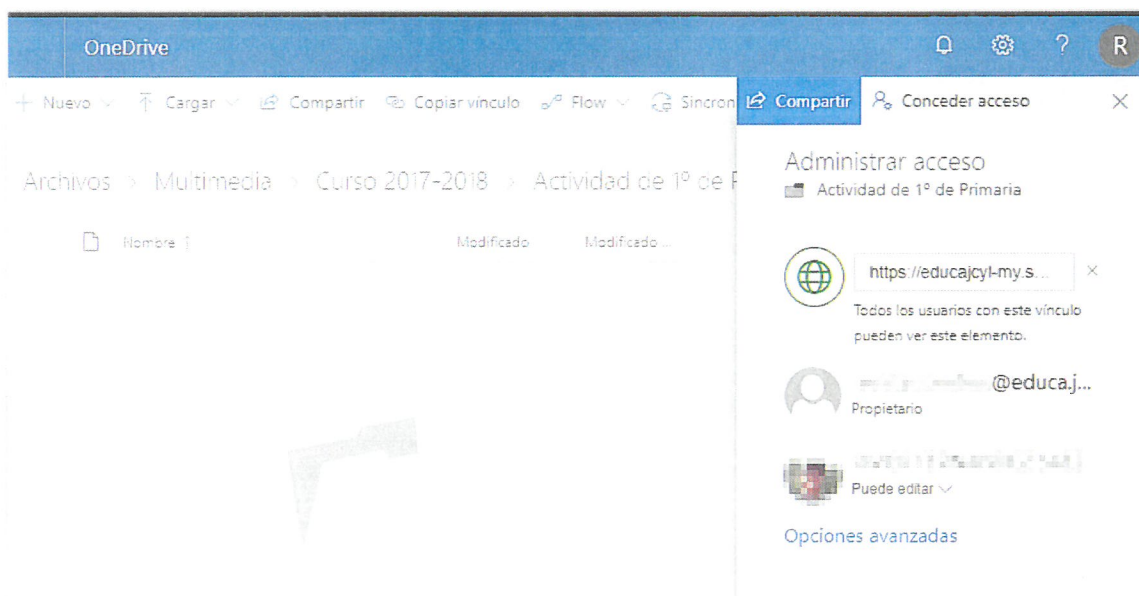 OneDrive
?
R
Nuevo
Cargar
Compartir
Copiar vínculo
Flow
Sincron
Compartir
Conceder acceso
Archivos > Multimedia > Curso 2017-2018 > Actividad de 1º de P
Administrar acceso
Actividad de 1º de Primaria
Nombre
Modificado
Modificado ...
https://educajcyl-my.s...
Todos los usuarios con este vínculo
pueden ver este elemento.
@educa.j...
Propietario
Puede editar
Opciones avanzadas